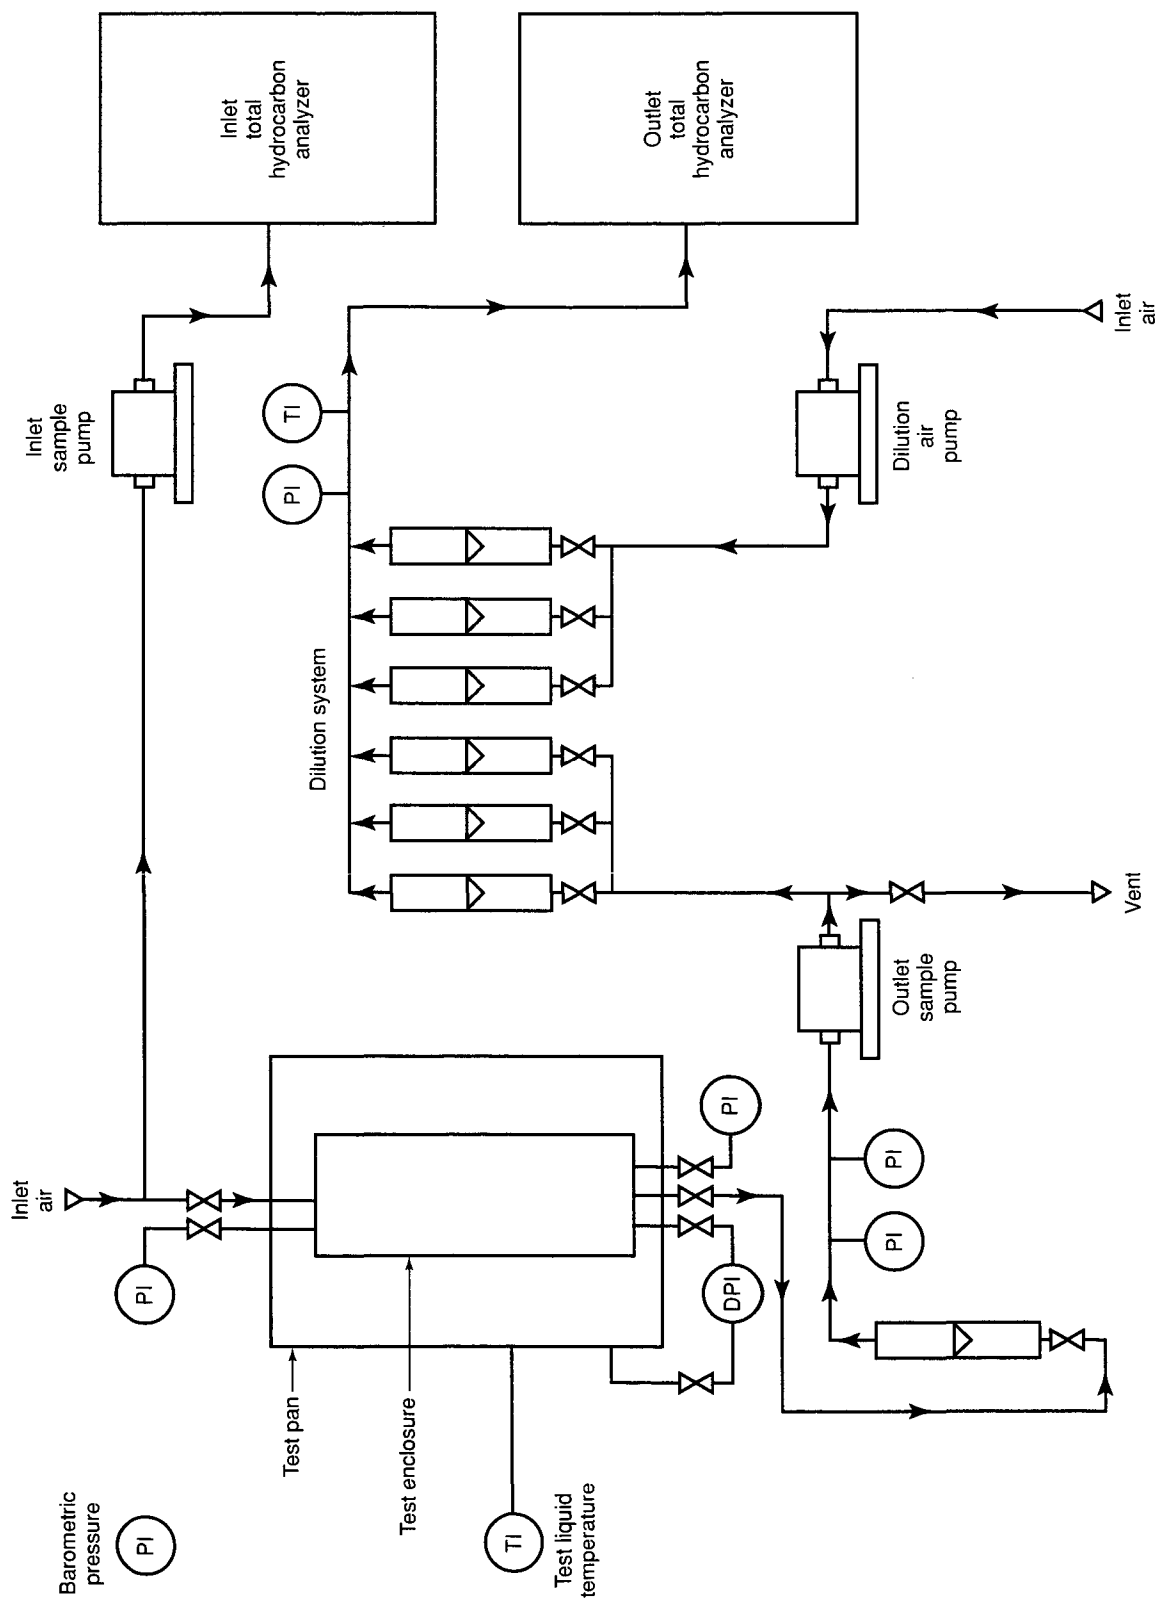 Barometric
pressure
PI
Inlet
air
PI
Inlet
sample
pump
Inlet
total
hydrocarbon
analyzer
Test pan
Test enclosure
TI
Test liquid
temperature
DPI
PI
PI
PI
Outlet
sample
pump
Vent
Dilution system
PI
TI
Dilution
air
pump
Inlet
air
Outlet
total
hydrocarbon
analyzer